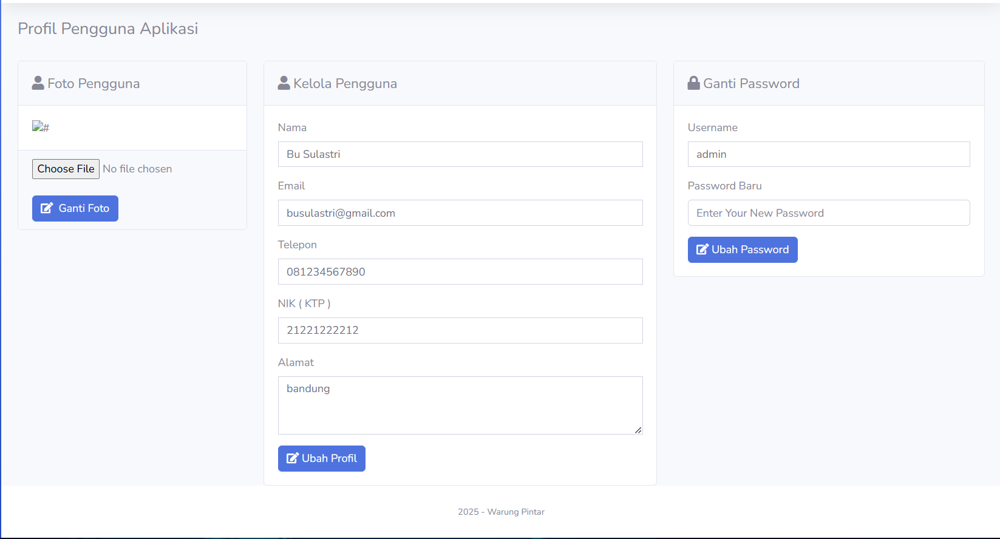 Profil Pengguna Aplikasi
Foto Pengguna
#
Choose File No file chosen
Ganti Foto
Kelola Pengguna
Nama
Bu Sulastri
Email
busulastri@gmail.com
Telepon
081234567890
NIK ( KTP )
21221222212
Alamat
bandung
Ubah Profil
Ganti Password
Username
admin
Password Baru
Enter Your New Password
Ubah Password
2025 - Warung Pintar